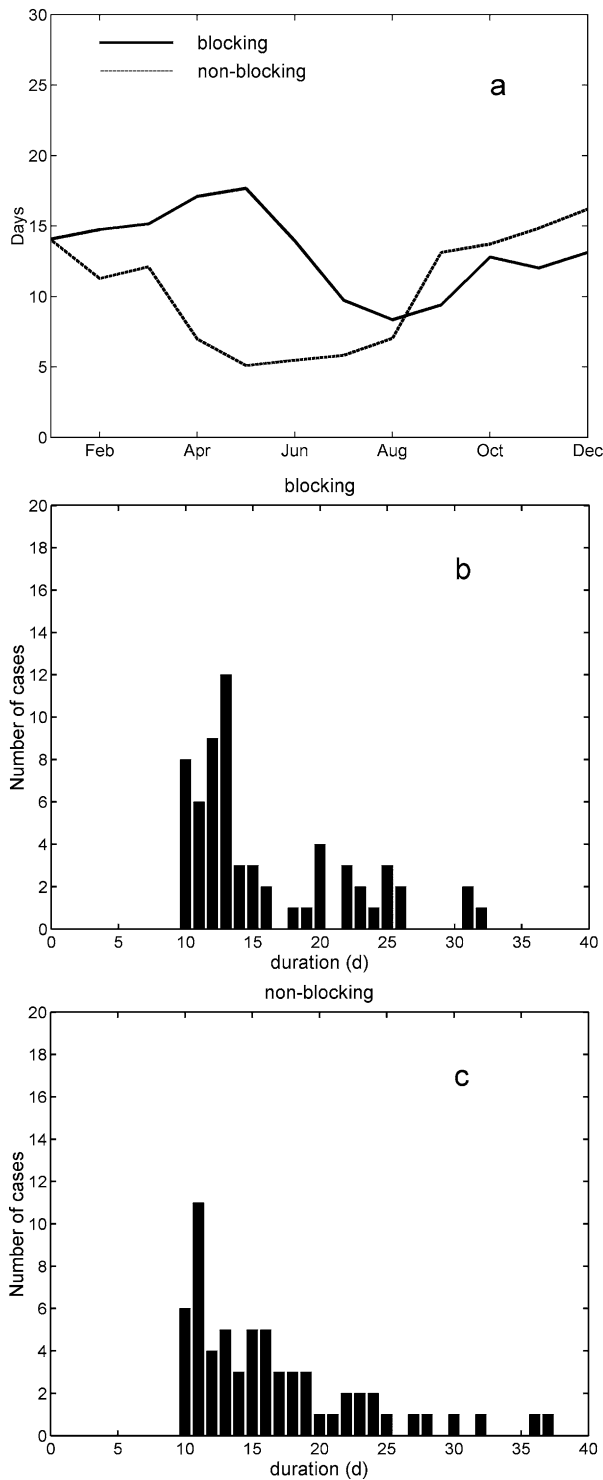 30
blocking
non-blocking
a
25
20
15
10
5
0
Days
Feb Apr Jun Aug Oct Dec
blocking
20
b
18
16
14
12
10
8
6
4
2
0
Number of cases
0 5 10 15 20 25 30 35 40
duration (d)
non-blocking
20
c
18
16
14
12
10
8
6
4
2
0
Number of cases
0 5 10 15 20 25 30 35 40
duration (d)